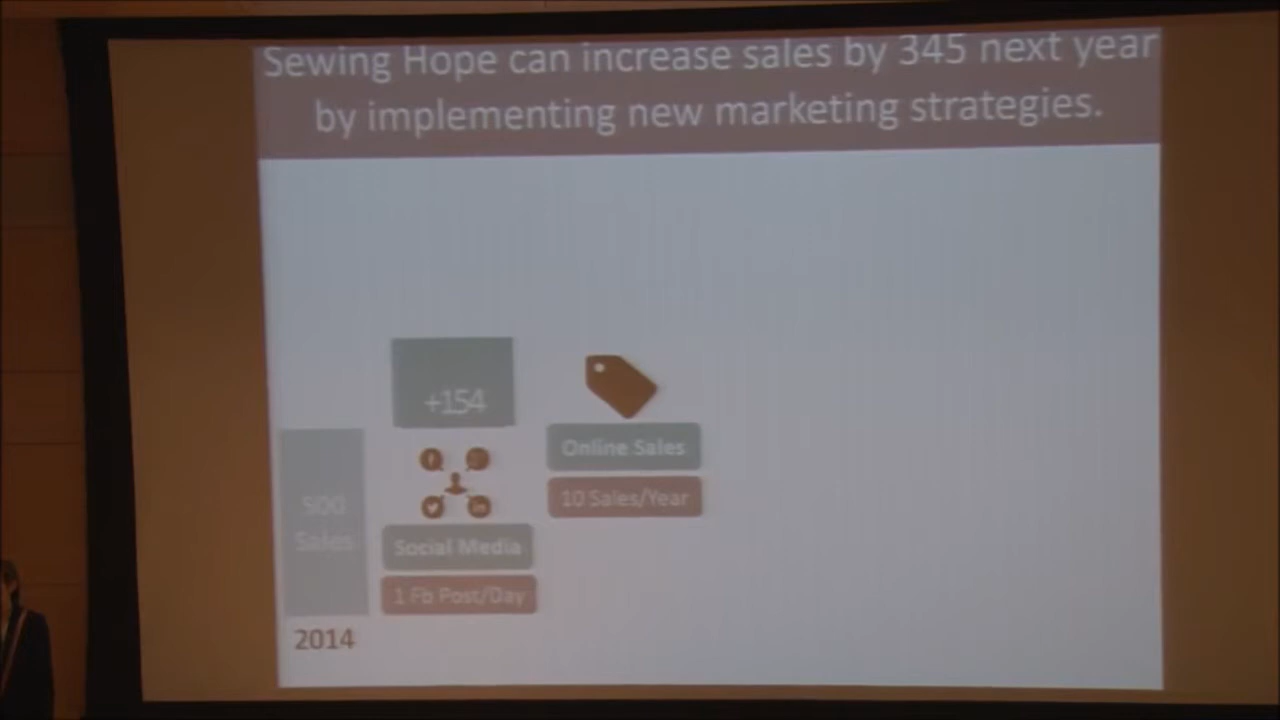 Sewing Hope can increase sales by 345 next year
by implementing new marketing strategies.
+154
Online Sales
10 Sales/Year
500
Sales
Social Media
1 Fb Post/Day
2014